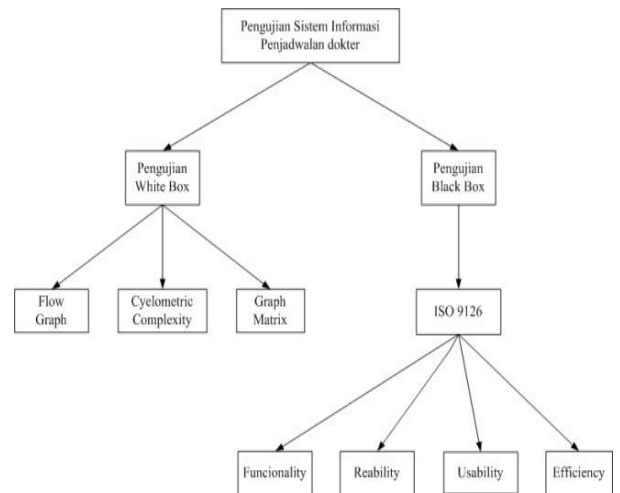 Pengujian Sistem Informasi
Penjadwalan dokter
Pengujian
White Box
Pengujian
Black Box
Flow
Graph
Cyelometric
Complexity
Graph
Matrix
ISO 9126
Funcionality
Reability
Usability
Efficiency